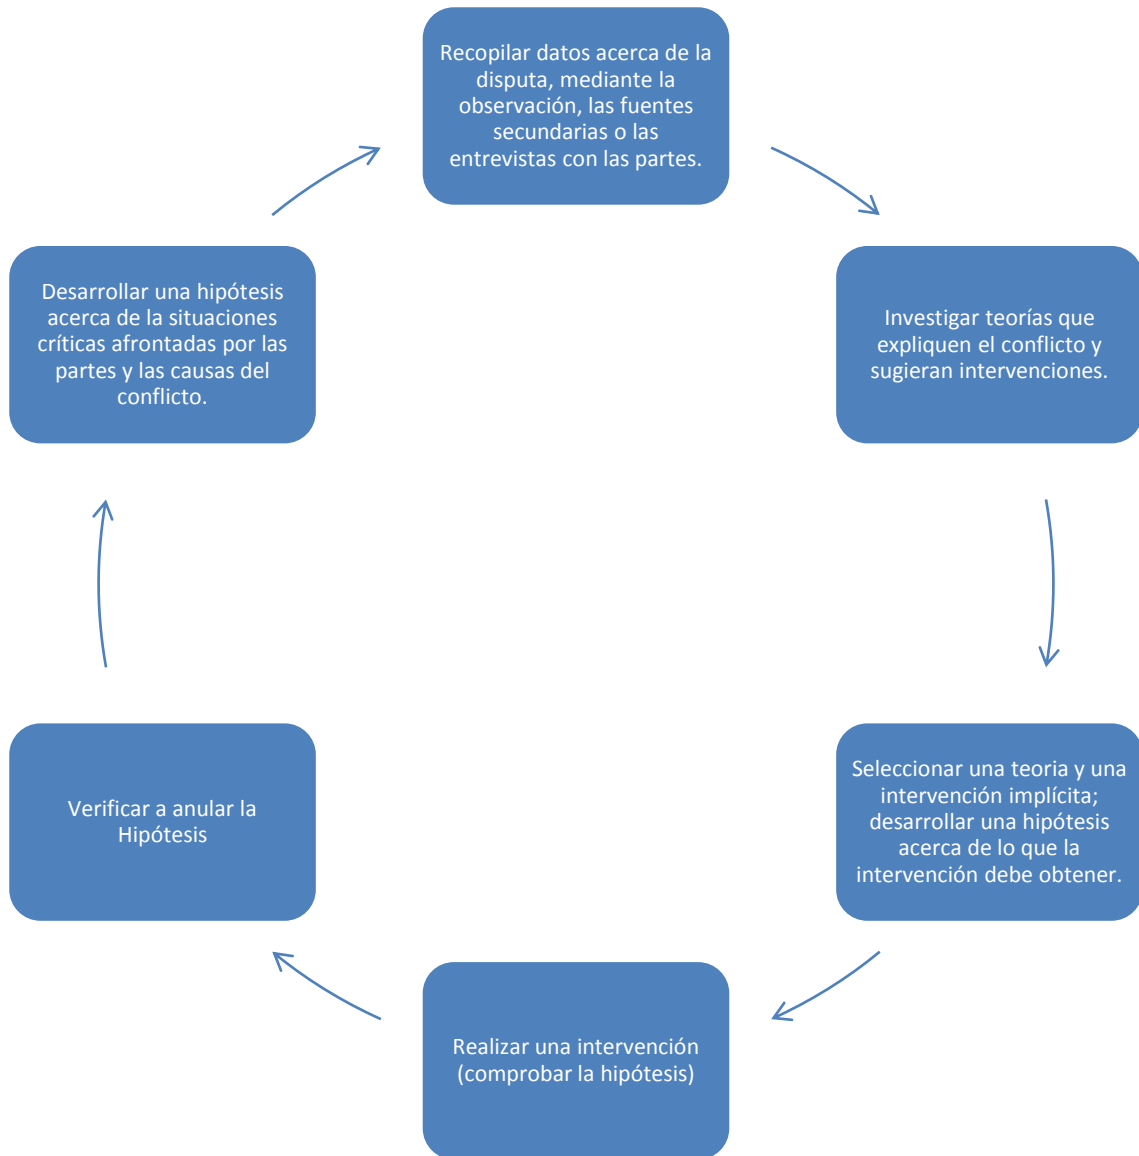 Recopilar datos acerca de la
disputa, mediante la
observación, las fuentes
secundarias o las
entrevistas con las partes.
Investigar teorías que
expliquen el conflicto y
sugieran intervenciones.
Seleccionar una teoria y una
intervención implícita;
desarrollar una hipótesis
acerca de lo que la
intervención debe obtener.
Realizar una intervención
(comprobar la hipótesis)
Verificar a anular la
Hipótesis
Desarrollar una hipótesis
acerca de la situaciones
críticas afrontadas por las
partes y las causas del
conflicto.